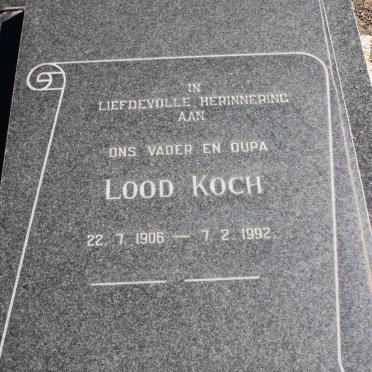 IN
LIEFDEVOLLE HERINNERING
AAN
ONS VADER EN OUPA
LOOD KOCH
22. 7. 1906 — 7. 2. 1992.